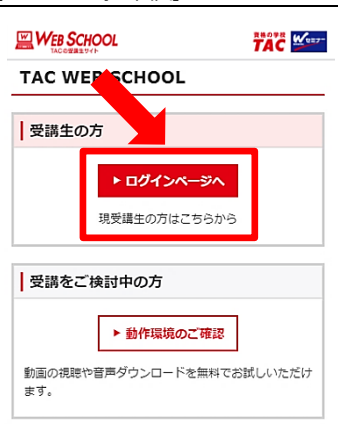 WEB SCHOOL
TACの受講生サイト
資格の学校
TAC
Wセミナー
TAC WEB SCHOOL
受講生の方
ログインページへ
現受講生の方はこちらから
受講をご検討中の方
動作環境のご確認
動画の視聴や音声ダウンロードを無料でお試しいただけ
ます。